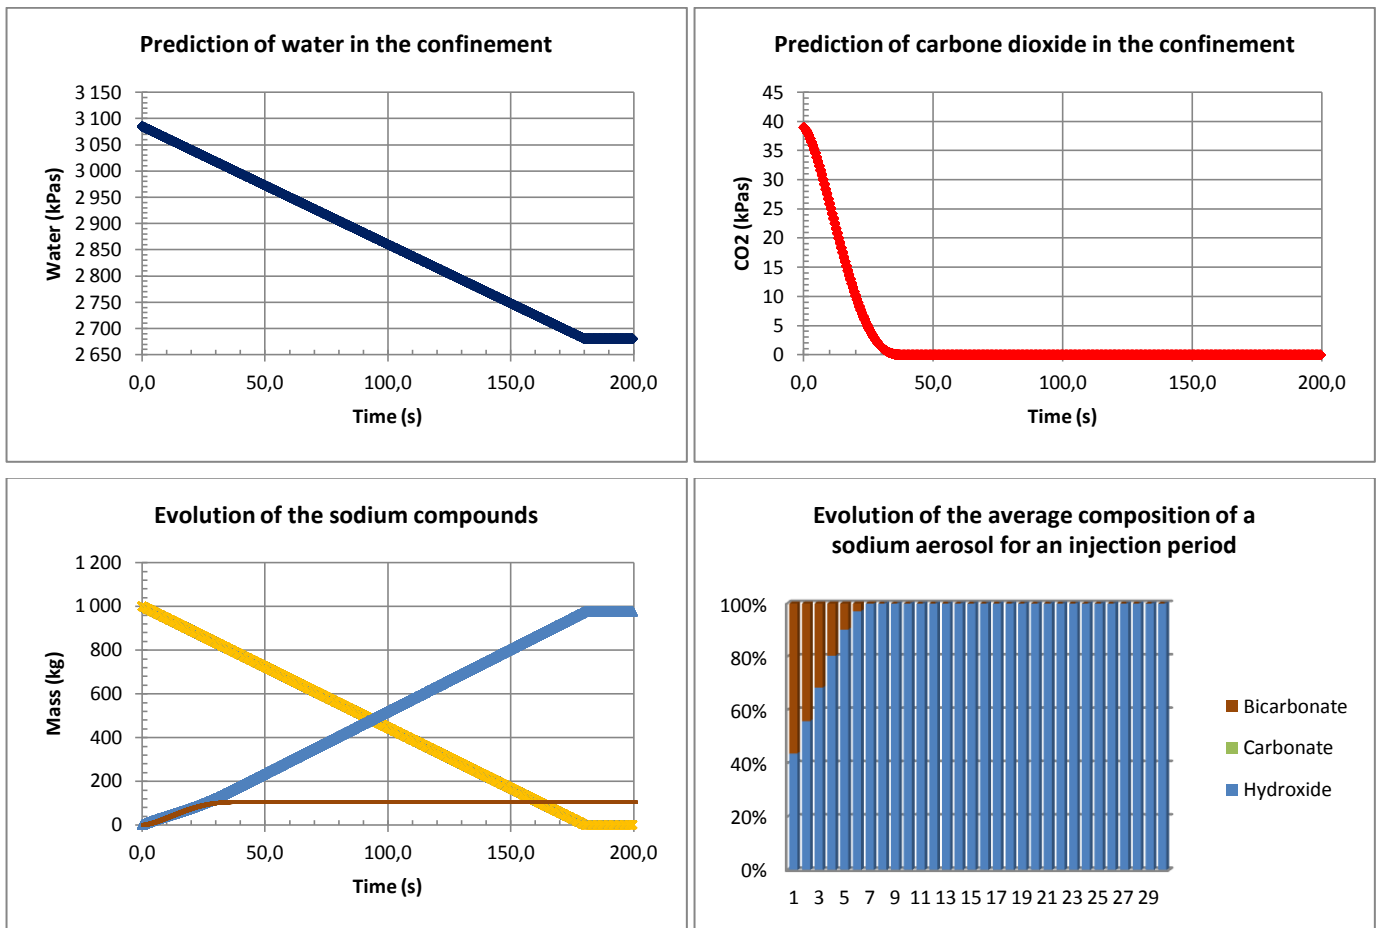 Prediction of water in the confinement
3 150
3 100
3 050
3 000
2 950
2 900
2 850
2 800
2 750
2 700
2 650
Water (kPas)
0,0 50,0 100,0 150,0 200,0
Time (s)
Prediction of carbone dioxide in the confinement
45
40
35
30
25
20
15
10
5
0
CO2 (kPas)
0,0 50,0 100,0 150,0 200,0
Time (s)
Evolution of the sodium compounds
1 200
1 000
800
600
400
200
0
Mass (kg)
0,0 50,0 100,0 150,0 200,0
Time (s)
Evolution of the average composition of a
sodium aerosol for an injection period
100%
80%
60%
40%
20%
0%
1 3 5 7 9 11 13 15 17 19 21 23 25 27 29
Bicarbonate
Carbonate
Hydroxide